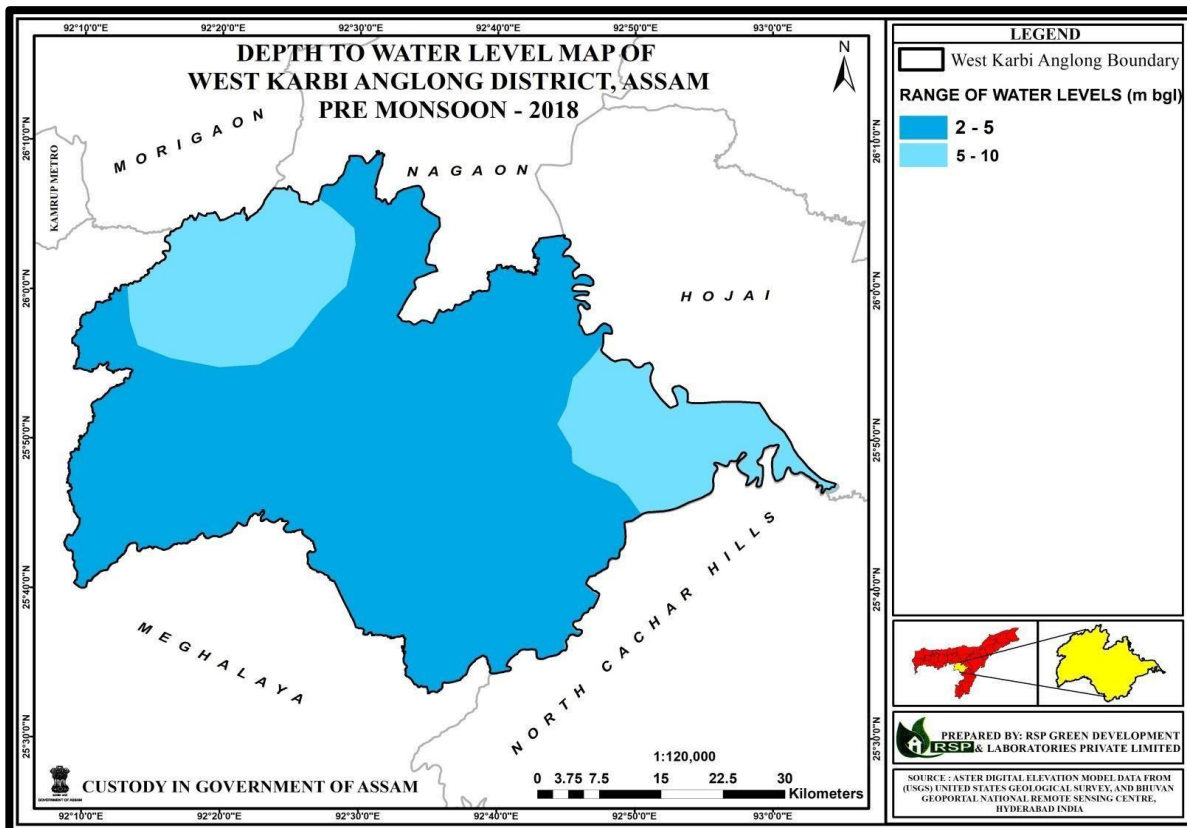 92°10'0"E 92°20'0"E 92°30'0"E 92°40'0"E 92°50'0"E 93°0'0"E
DEPTH TO WATER LEVEL MAP OF
WEST KARBI ANGLONG DISTRICT, ASSAM
PRE MONSOON - 2018
N
26°10'0"N
26°0'0"N
25°50'0"N
25°40'0"N
25°30'0"N
KAMRUP METRO
MORIGAON
NAGAON
HOJAI
MEGHALAYA
NORTH CACHAR HILLS
26°10'0"N
26°0'0"N
25°50'0"N
25°40'0"N
25°30'0"N
CUSTODY IN GOVERNMENT OF ASSAM
GOVERNMENT OF ASSAM
1:120,000
0 3.75 7.5 15 22.5 30
Kilometers
92°10'0"E 92°20'0"E 92°30'0"E 92°40'0"E 92°50'0"E 93°0'0"E
LEGEND
West Karbi Anglong Boundary
RANGE OF WATER LEVELS (m bgl)
2 - 5
5 - 10
RSP
PREPARED BY: RSP GREEN DEVELOPMENT
& LABORATORIES PRIVATE LIMITED
SOURCE : ASTER DIGITAL ELEVATION MODEL DATA FROM
(USGS) UNITED STATES GEOLOGICAL SURVEY, AND BHUVAN
GEOPORTAL NATIONAL REMOTE SENSING CENTRE,
HYDERABAD INDIA